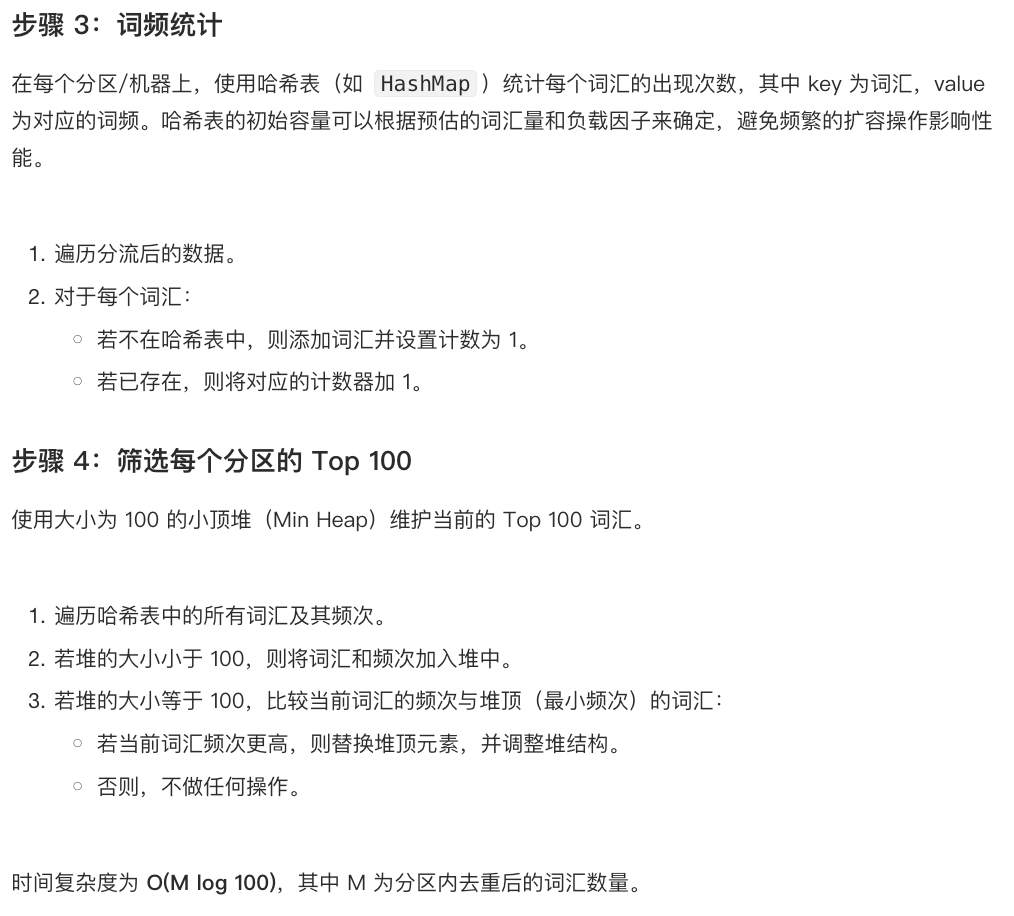 步骤 3：词频统计
在每个分区/机器上，使用哈希表（如 HashMap ）统计每个词汇的出现次数，其中 key 为词汇，value
为对应的词频。哈希表的初始容量可以根据预估的词汇量和负载因子来确定，避免频繁的扩容操作影响性
能。
1. 遍历分流后的数据。
2. 对于每个词汇：
○ 若不在哈希表中，则添加词汇并设置计数为 1。
○ 若已存在，则将对应的计数器加 1。
步骤 4：筛选每个分区的 Top 100
使用大小为 100 的小顶堆（Min Heap）维护当前的 Top 100 词汇。
1. 遍历哈希表中的所有词汇及其频次。
2. 若堆的大小小于 100，则将词汇和频次加入堆中。
3. 若堆的大小等于 100，比较当前词汇的频次与堆顶（最小频次）的词汇：
○ 若当前词汇频次更高，则替换堆顶元素，并调整堆结构。
○ 否则，不做任何操作。
时间复杂度为 O(M log 100)，其中 M 为分区内去重后的词汇数量。